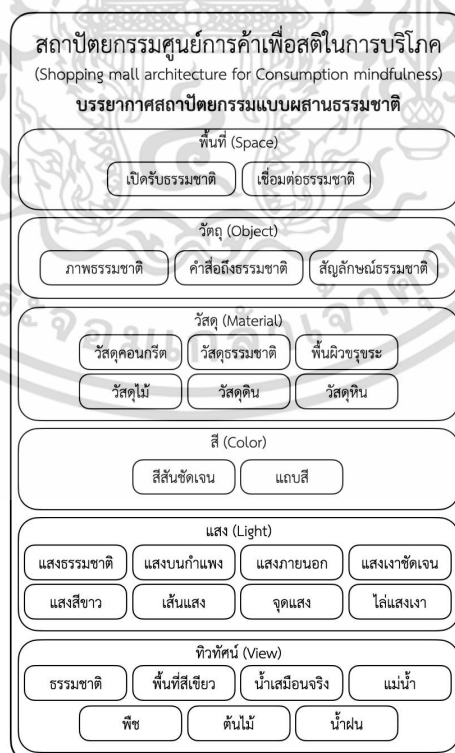 สถาปัตยกรรมศูนย์การค้าเพื่อสติในการบริโภค
(Shopping mall architecture for Consumption mindfulness)
บรรยากาศสถาปัตยกรรมแบบผสานธรรมชาติ
พื้นที่ (Space)
เปิดรับธรรมชาติ เชื่อมต่อธรรมชาติ
วัตถุ (Object)
ภาพธรรมชาติ คำสื่อถึงธรรมชาติ สัญลักษณ์ธรรมชาติ
วัสดุ (Material)
วัสดุคอนกรีต วัสดุธรรมชาติ พื้นผิวขรุขระ
วัสดุไม้ วัสดุดิน วัสดุหิน
สี (Color)
สีสันชัดเจน แถบสี
แสง (Light)
แสงธรรมชาติ แสงบนกำแพง แสงภายนอก แสงเงาชัดเจน
แสงสีขาว เส้นแสง จุดแสง ไล่แสงเงา
ทิวทัศน์ (View)
ธรรมชาติ พื้นที่สีเขียว น้ำเสมือนจริง แม่น้ำ
พืช ต้นไม้ น้ำฝน